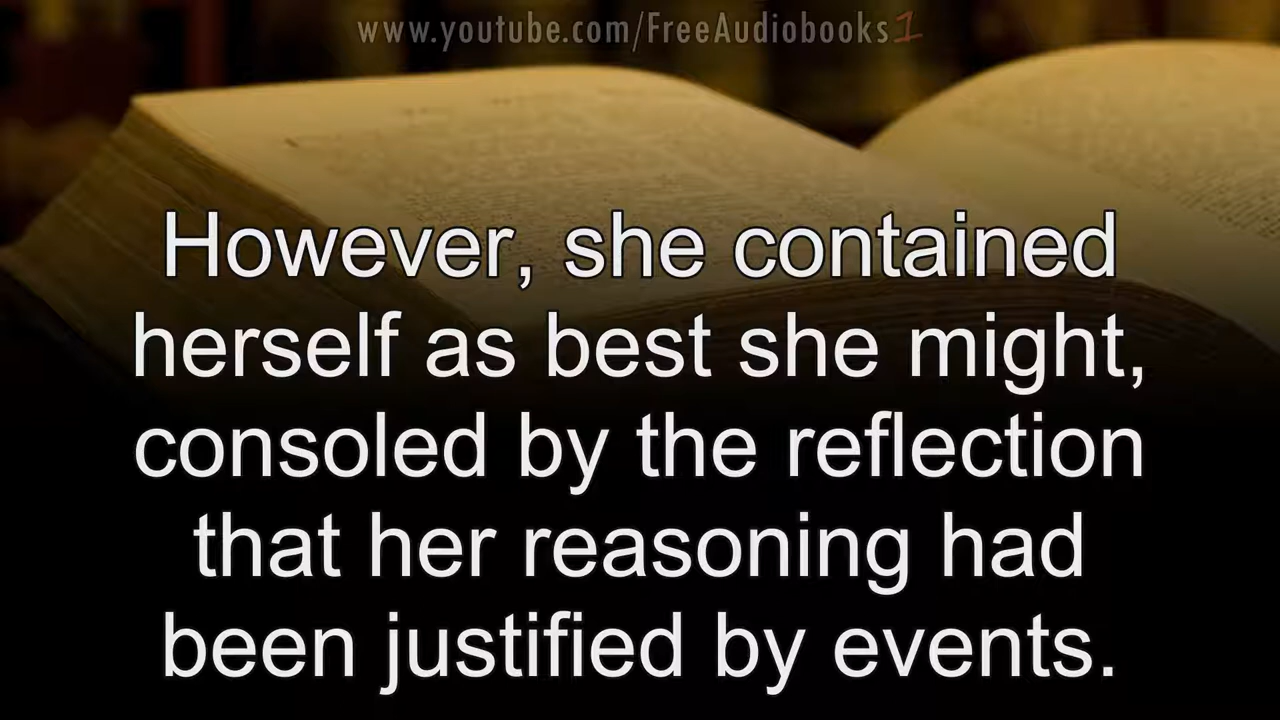 www.youtube.com/FreeAudiobooks1
However, she contained
herself as best she might,
consoled by the reflection
that her reasoning had
been justified by events.